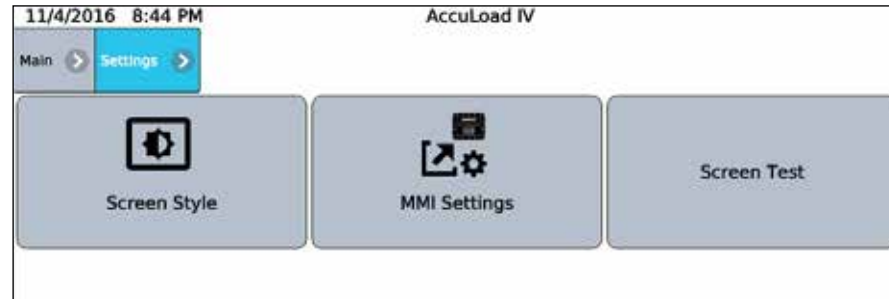 11/4/2016 8:44 PM AccuLoad IV
Main Settings
Screen Style MMI Settings Screen Test